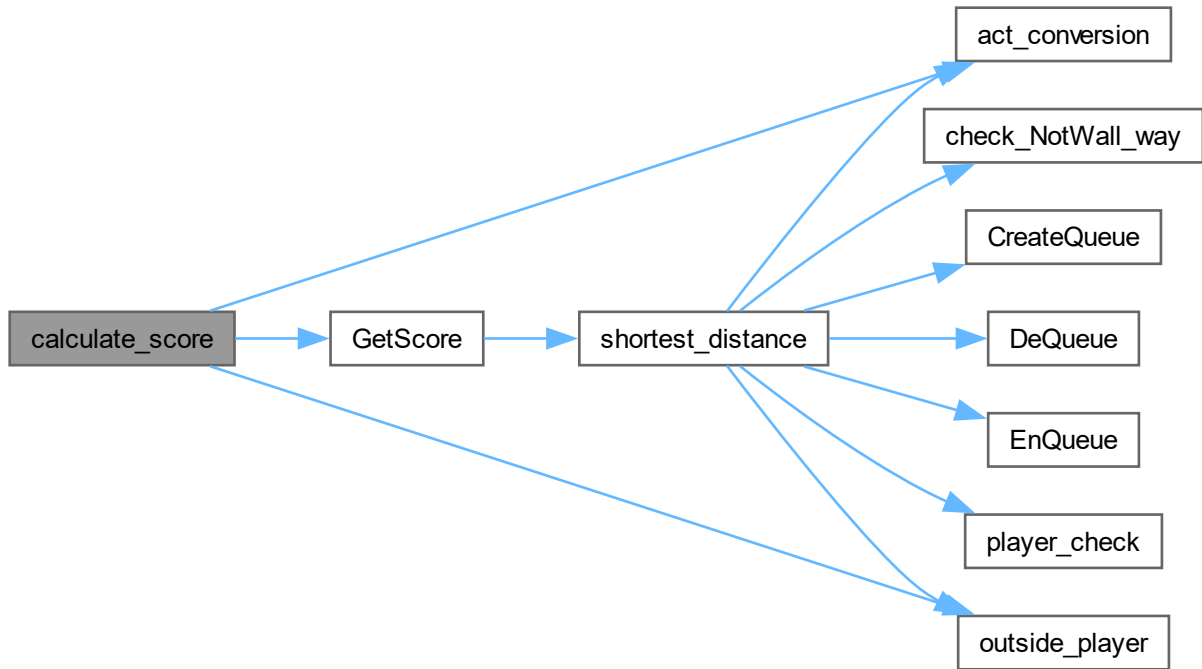 act_conversion
check_NotWall_way
CreateQueue
calculate_score
GetScore
shortest_distance
DeQueue
EnQueue
player_check
outside_player